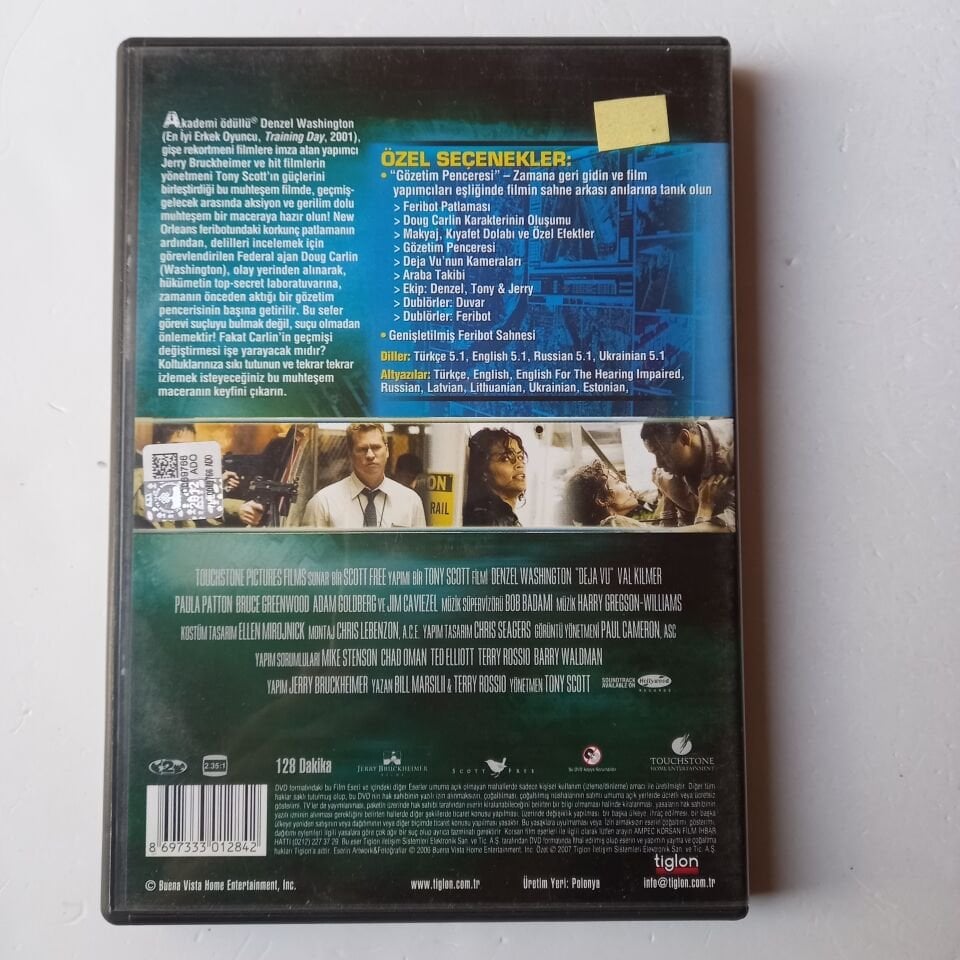 Akademi ödüllü® Denzel Washington
(En İyi Erkek Oyuncu, Training Day, 2001),
gişe rekortmeni filmlere imza atan yapımcı
Jerry Bruckheimer ve hit filmlerin
yönetmeni Tony Scott'ın güçlerini
birleştirdiği bu muhteşem filmde, geçmiş-
gelecek arasında aksiyon ve gerilim dolu
muhteşem bir maceraya hazır olun! New
Orleans feribotundaki korkunç patlamanın
ardından, delilleri incelemek için
görevlendirilen Federal ajan Doug Carlin
(Washington), olay yerinden alınarak,
hükümetin top-secret laboratuvarına,
zamanın önceden aktığı bir gözetim
pencerisinin başına getirilir. Bu sefer
görevi suçluyu bulmak değil, suçu olmadan
önlemektir! Fakat Carlin'in geçmişi
değiştirmesi işe yarayacak mıdır?
Koltuklarınıza sıkı tutunun ve tekrar tekrar
izlemek isteyeceğiniz bu muhteşem
maceranın keyfini çıkarın.
ÖZEL SEÇENEKLER:
• "Gözetim Penceresi" – Zamana geri gidin ve film
yapımcıları eşliğinde filmin sahne arkası anılarına tanık olun
> Feribot Patlaması
> Doug Carlin Karakterinin Oluşumu
> Makyaj, Kıyafet Dolabı ve Özel Efektler
> Gözetim Penceresi
> Deja Vu'nun Kameraları
> Araba Takibi
> Ekip: Denzel, Tony & Jerry
> Dublörler: Duvar
> Dublörler: Feribot
• Genişletilmiş Feribot Sahnesi
Diller: Türkçe 5.1, English 5.1, Russian 5.1, Ukrainian 5.1
Altyazılar: Türkçe, English, English For The Hearing Impaired,
Russian, Latvian, Lithuanian, Ukrainian, Estonian,
ON
RAIL
TOUCHSTONE PICTURES FILMS SUNAR BİR SCOTT FREE YAPIMI BİR TONY SCOTT FİLMİ DENZEL WASHINGTON "DEJA VU" VAL KILMER
PAULA PATTON BRUCE GREENWOOD ADAM GOLDBERG VE JIM CAVIEZEL MÜZİK SÜPERVİZÖRÜ BOB BADAMI MÜZİK HARRY GREGSON-WILLIAMS
KOSTÜM TASARIM ELLEN MIROJNICK MONTAJ CHRIS LEBENZON, A.C.E. YAPIM TASARIM CHRIS SEAGERS GÖRÜNTÜ YÖNETMENİ PAUL CAMERON, ASC
YAPIM SORUMLULARI MIKE STENSON CHAD OMAN TED ELLIOTT TERRY ROSSIO BARRY WALDMAN
YAPIM JERRY BRUCKHEIMER YAZAN BILL MARSILII & TERRY ROSSIO YÖNETMEN TONY SCOTT
SOUNDTRACK
AVAILABLE ON
Hollywood
RECORDS
2
2.35:1
128 Dakika
JERRY BRUCKHEIMER
FILMS
SCOTT FREE
TOUCHSTONE
HOME ENTERTAINMENT
8 697333 012842
tiglon
© Buena Vista Home Entertainment, Inc.
www.tiglon.com.tr
Üretim Yeri: Polonya
info@tiglon.com.tr